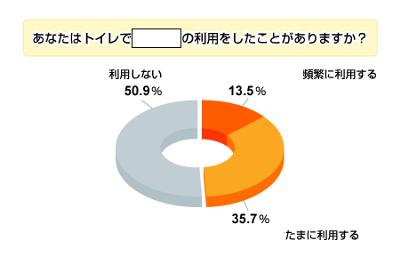 あなたはトイレで の利用をしたことがありますか？
利用しない
50.9%
13.5%
頻繁に利用する
35.7%
たまに利用する